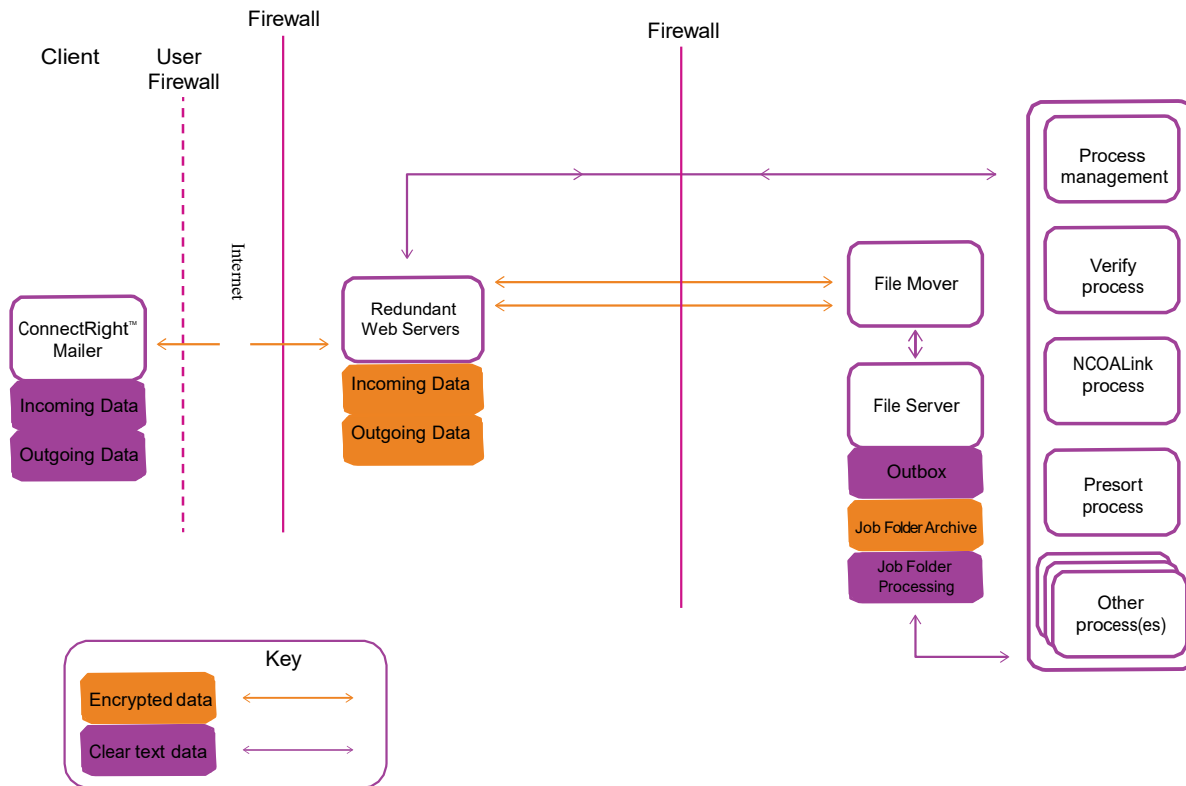 Firewall
Firewall
Client
User
Firewall
Process
management
Internet
Verify
process
File Mover
Redundant
Web Servers
ConnectRight™
Mailer
NCOALink
process
Incoming Data
Outgoing Data
Incoming Data
Outgoing Data
File Server
Outbox
Job Folder Archive
Job Folder
Processing
Presort
process
Other
process(es)
Key
Encrypted data
Clear text data